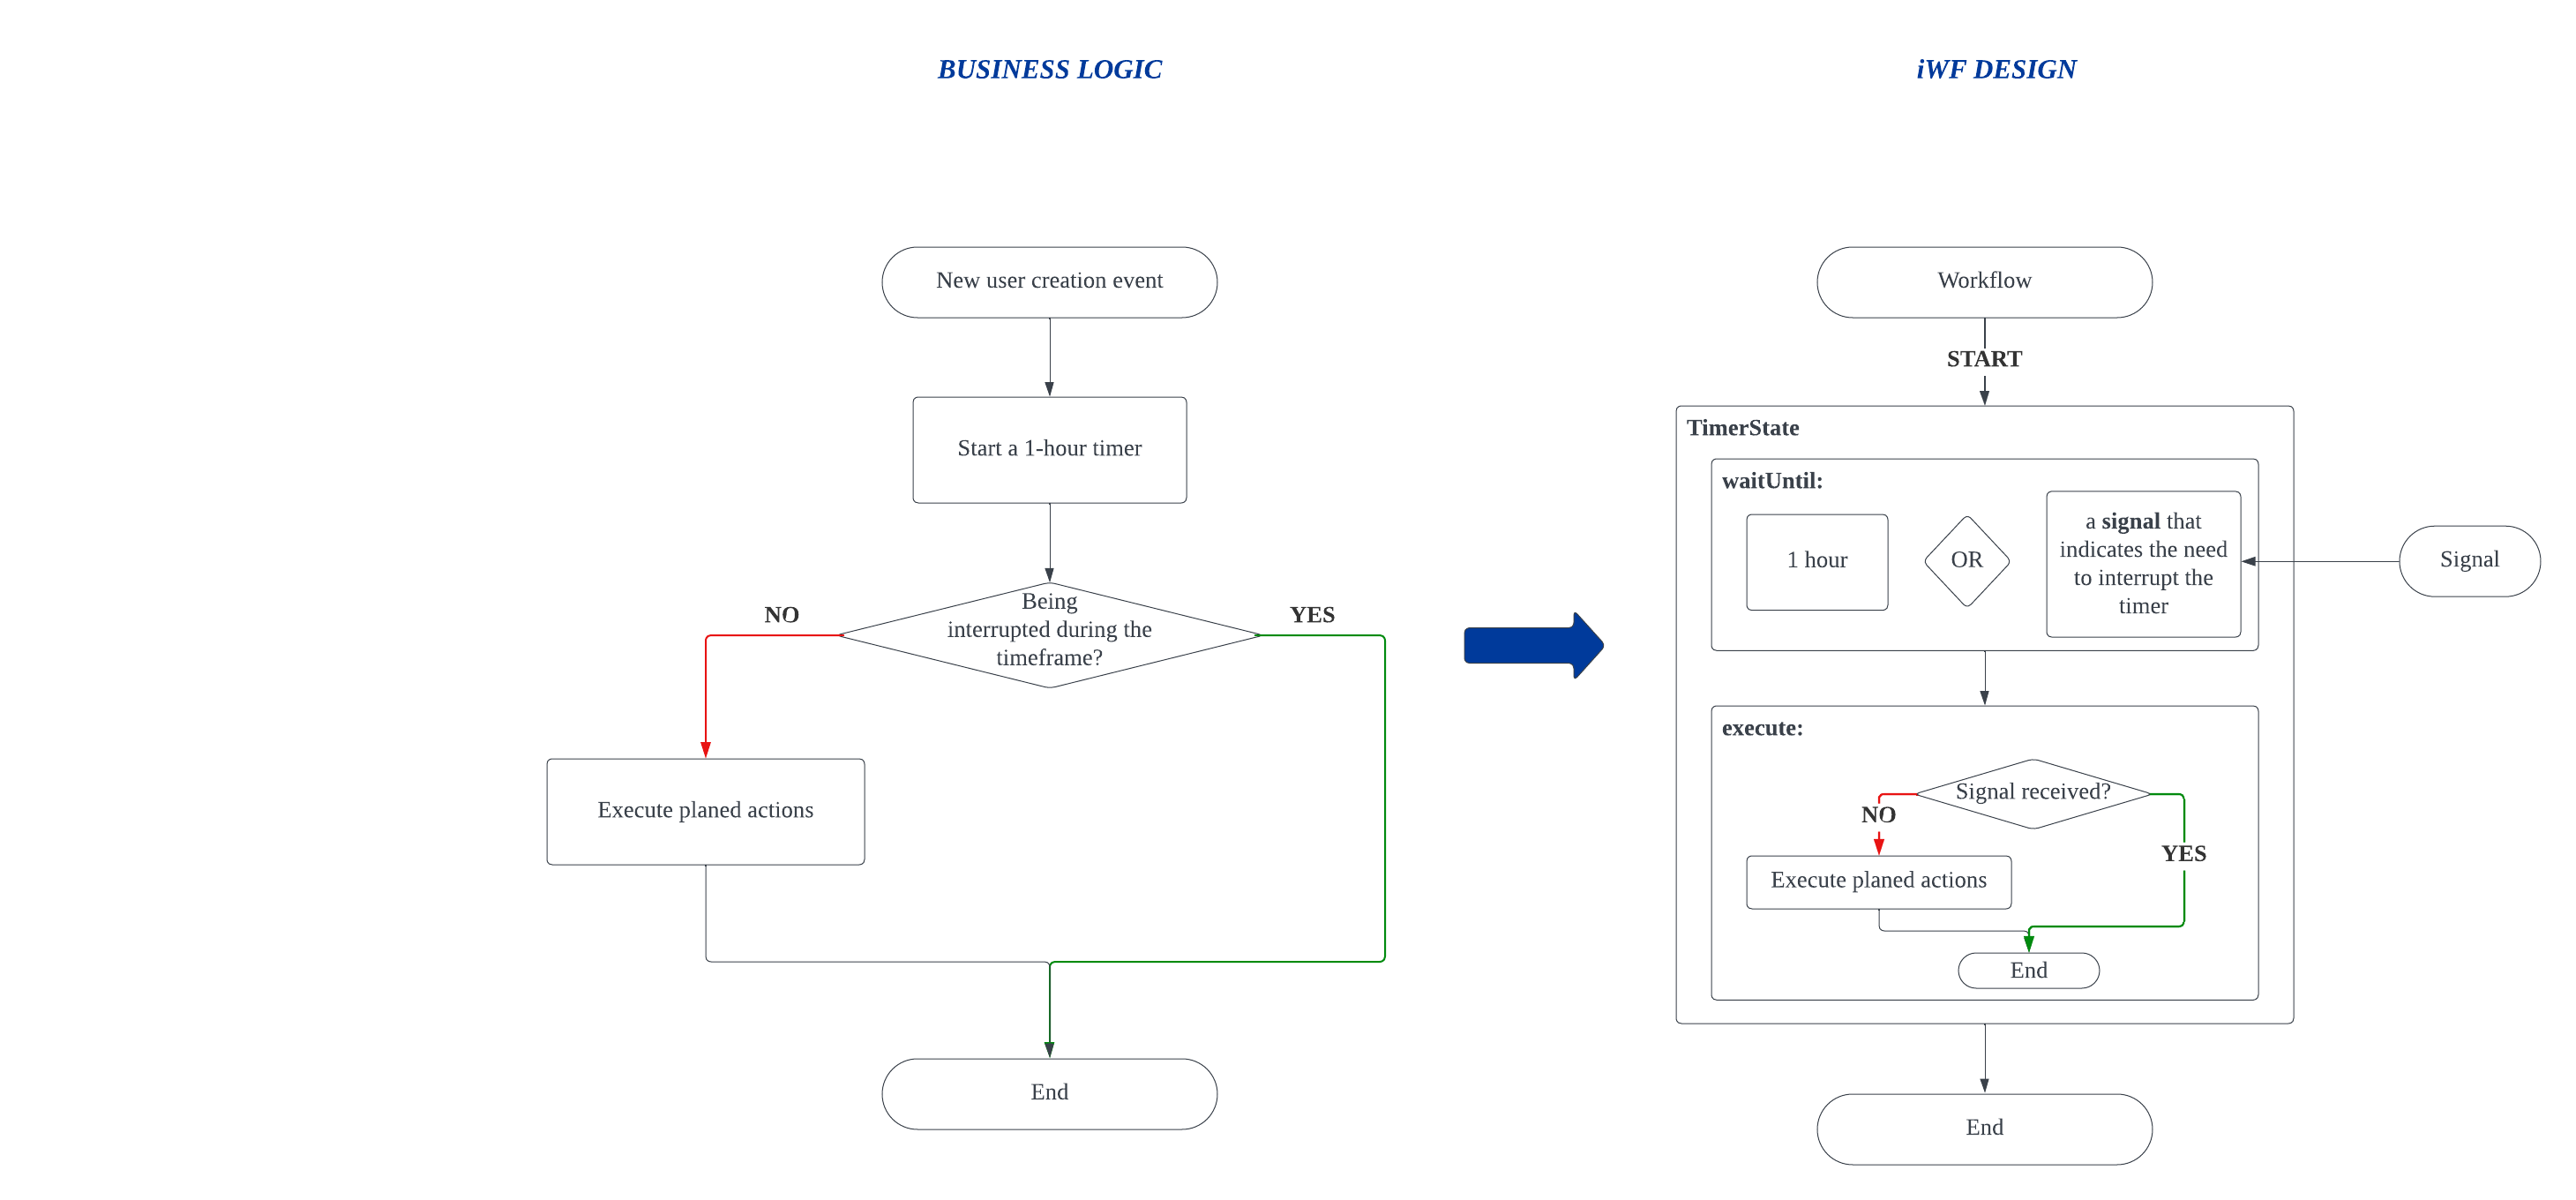 BUSINESS LOGIC
New user creation event
Start a 1-hour timer
Being
interrupted during the
timeframe?
NO
YES
Execute planed actions
End
iWF DESIGN
Workflow
START
TimerState
waitUntil:
1 hour
OR
a signal that
indicates the need
to interrupt the
timer
Signal
execute:
Signal received?
NO
YES
Execute planed actions
End
End